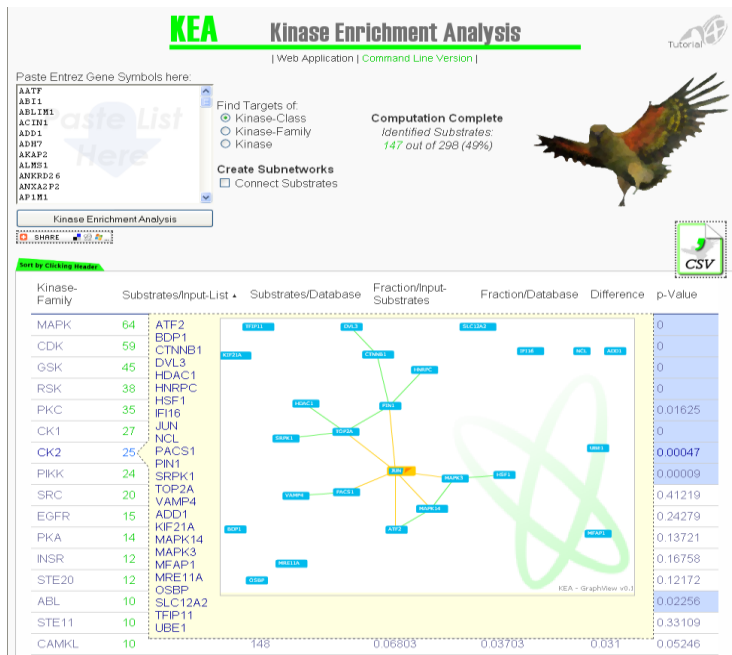 KEA Kinase Enrichment Analysis
Tutorial
| Web Application | Command Line Version |
Paste Entrez Gene Symbols here:
AATF
ABI1
ABLIM1
ACIN1
ADD1
ADH7
AKAP2
ALMS1
ANKRD26
ANXA2P2
AP1M1
Paste List
Here
Find Targets of:
Kinase-Class
Kinase-Family
Kinase
Create Subnetworks
Connect Substrates
Computation Complete
Identified Substrates:
147 out of 298 (49%)
Kinase Enrichment Analysis
SHARE
CSV
Sort by Clicking Header
Kinase-Family Substrates/Input-List Substrates/Database Fraction/Input-Substrates Fraction/Database Difference p-Value
MAPK 64 0
CDK 59 0
GSK 45 0
RSK 38 0
PKC 35 0.01625
CK1 27 0
CK2 25 0.00047
PIKK 24 0.00009
SRC 20 0.41219
EGFR 15 0.24279
PKA 14 0.13721
INSR 12 0.16758
STE20 12 0.12172
ABL 10 0.02256
STE11 10 0.33109
CAMKL 10 148 0.06803 0.03703 0.031 0.05246
ATF2
BDP1
CTNNB1
DVL3
HDAC1
HNRPC
HSF1
IFI16
JUN
NCL
PACS1
PIN1
SRPK1
TOP2A
VAMP4
ADD1
KIF21A
MAPK14
MAPK3
MFAP1
MRE11A
OSBP
SLC12A2
TFIP11
UBE1
TFIP11
DVL3
SLC12A2
KIF21A
CTNNB1
IFI16
NCL
ADD1
HNRPC
HDAC1
PIN1
TOP2A
SRPK1
UBE1
JUN
MAPK3
HSF1
VAMP4
PACS1
MAPK14
BDP1
ATF2
MFAP1
MRE11A
OSBP
KEA - GraphView v0.1